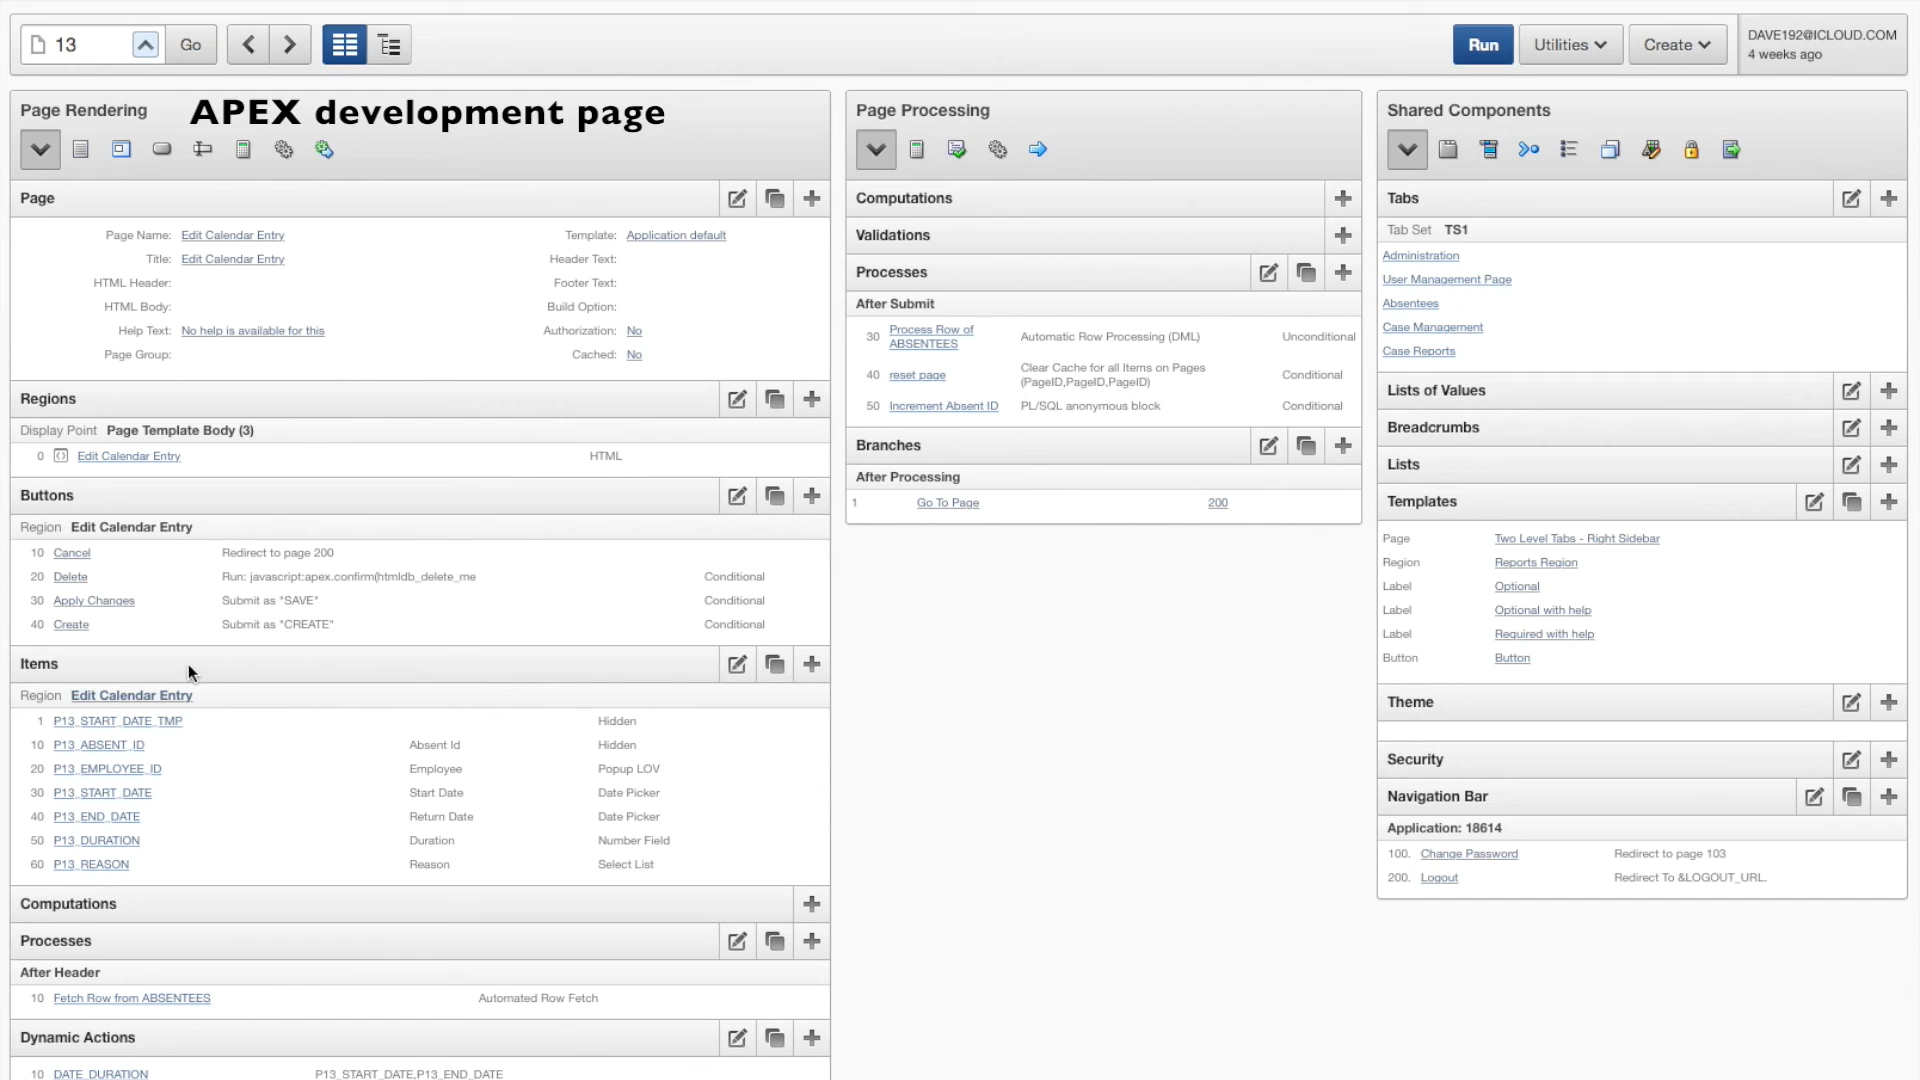 13
Go
Run
Utilities
Create
DAVE192@ICLOUD.COM
4 weeks ago
Page Rendering
APEX development page
Page
Page Name: Edit Calendar Entry
Template: Application default
Title: Edit Calendar Entry
Header Text:
HTML Header:
Footer Text:
HTML Body:
Build Option:
Help Text: No help is available for this
Authorization: No
Page Group:
Cached: No
Regions
Display Point Page Template Body (3)
0 Edit Calendar Entry HTML
Buttons
Region Edit Calendar Entry
10 Cancel Redirect to page 200
20 Delete Run: javascript:apex.confirm(htmldb_delete_me Conditional
30 Apply Changes Submit as "SAVE" Conditional
40 Create Submit as "CREATE" Conditional
Items
Region Edit Calendar Entry
1 P13_START_DATE_TMP Hidden
10 P13_ABSENT_ID Absent Id Hidden
20 P13_EMPLOYEE_ID Employee Popup LOV
30 P13_START_DATE Start Date Date Picker
40 P13_END_DATE Return Date Date Picker
50 P13_DURATION Duration Number Field
60 P13_REASON Reason Select List
Computations
Processes
After Header
10 Fetch Row from ABSENTEES Automated Row Fetch
Dynamic Actions
10 DATE_DURATION P13_START_DATE,P13_END_DATE
Page Processing
Computations
Validations
Processes
After Submit
30 Process Row of ABSENTEES Automatic Row Processing (DML) Unconditional
40 reset page Clear Cache for all Items on Pages (PageID,PageID,PageID) Conditional
50 Increment Absent ID PL/SQL anonymous block Conditional
Branches
After Processing
1 Go To Page 200
Shared Components
Tabs
Tab Set TS1
Administration
User Management Page
Absentees
Case Management
Case Reports
Lists of Values
Breadcrumbs
Lists
Templates
Page Two Level Tabs - Right Sidebar
Region Reports Region
Label Optional
Label Optional with help
Label Required with help
Button Button
Theme
Security
Navigation Bar
Application: 18614
100. Change Password Redirect to page 103
200. Logout Redirect To &LOGOUT_URL.